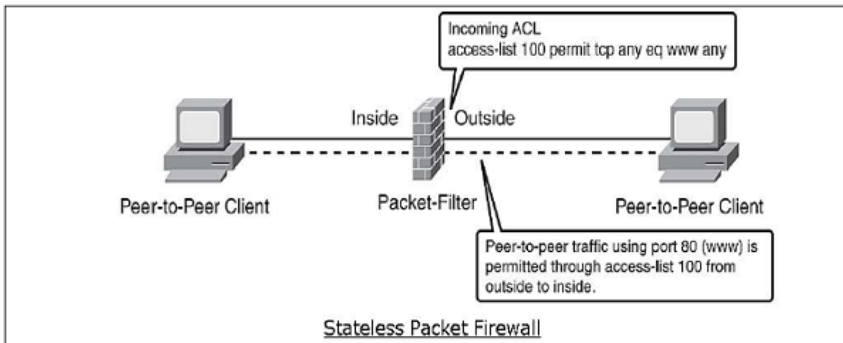 Incoming ACL
access-list 100 permit tcp any eq www any
Inside
Outside
Peer-to-Peer Client
Packet-Filter
Peer-to-Peer Client
Peer-to-peer traffic using port 80 (www) is
permitted through access-list 100 from
outside to inside.
Stateless Packet Firewall